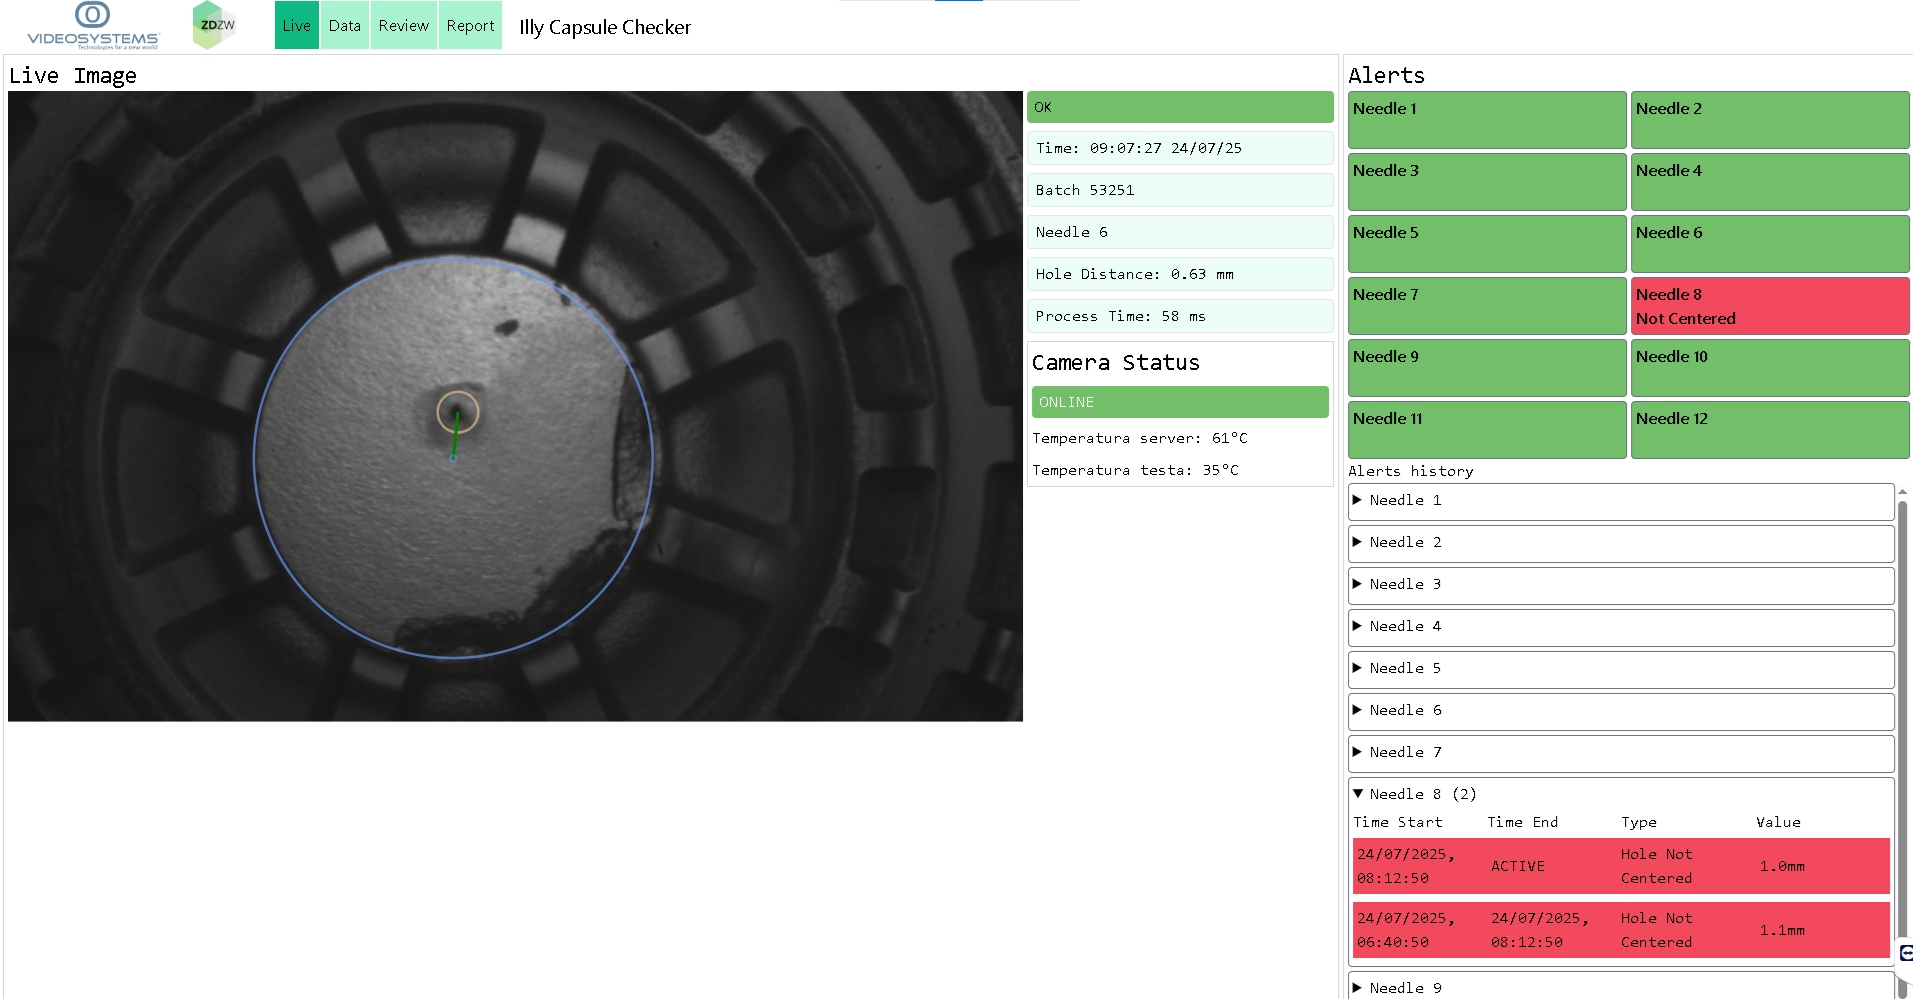 VIDEOSYSTEMS
Technologies for a new world
ZDZW
Live
Data
Review
Report
Illy Capsule Checker
Live Image
OK
Time: 09:07:27 24/07/25
Batch 53251
Needle 6
Hole Distance: 0.63 mm
Process Time: 58 ms
Camera Status
ONLINE
Temperatura server: 61°C
Temperatura testa: 35°C
Alerts
Needle 1
Needle 2
Needle 3
Needle 4
Needle 5
Needle 6
Needle 7
Needle 8
Not Centered
Needle 9
Needle 10
Needle 11
Needle 12
Alerts history
Needle 1
Needle 2
Needle 3
Needle 4
Needle 5
Needle 6
Needle 7
Needle 8 (2)
Time Start Time End Type Value
24/07/2025, 08:12:50 ACTIVE Hole Not Centered 1.0mm
24/07/2025, 06:40:50 24/07/2025, 08:12:50 Hole Not Centered 1.1mm
Needle 9